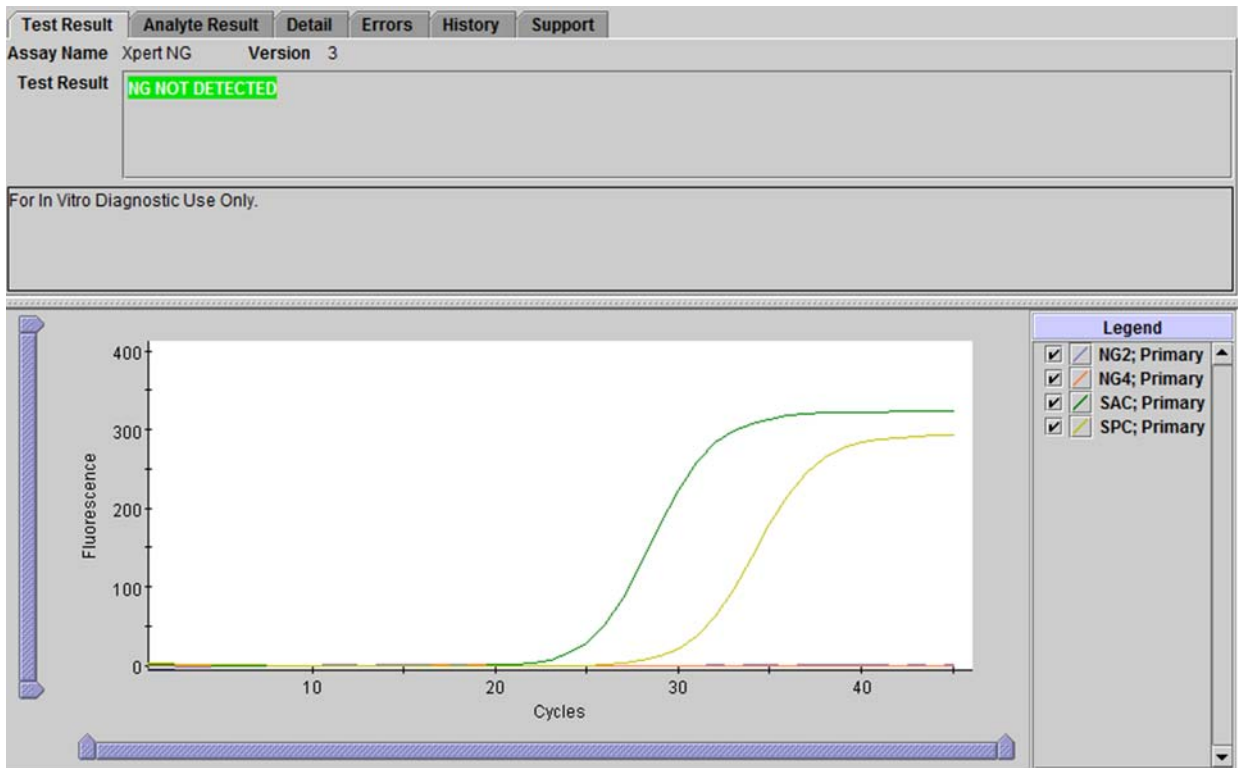 Test Result Analyte Result Detail Errors History Support
Assay Name Xpert NG Version 3
Test Result NG NOT DETECTED
For In Vitro Diagnostic Use Only.
400
300
200
100
0
Fluorescence
10 20 30 40
Cycles
Legend
NG2; Primary
NG4; Primary
SAC; Primary
SPC; Primary